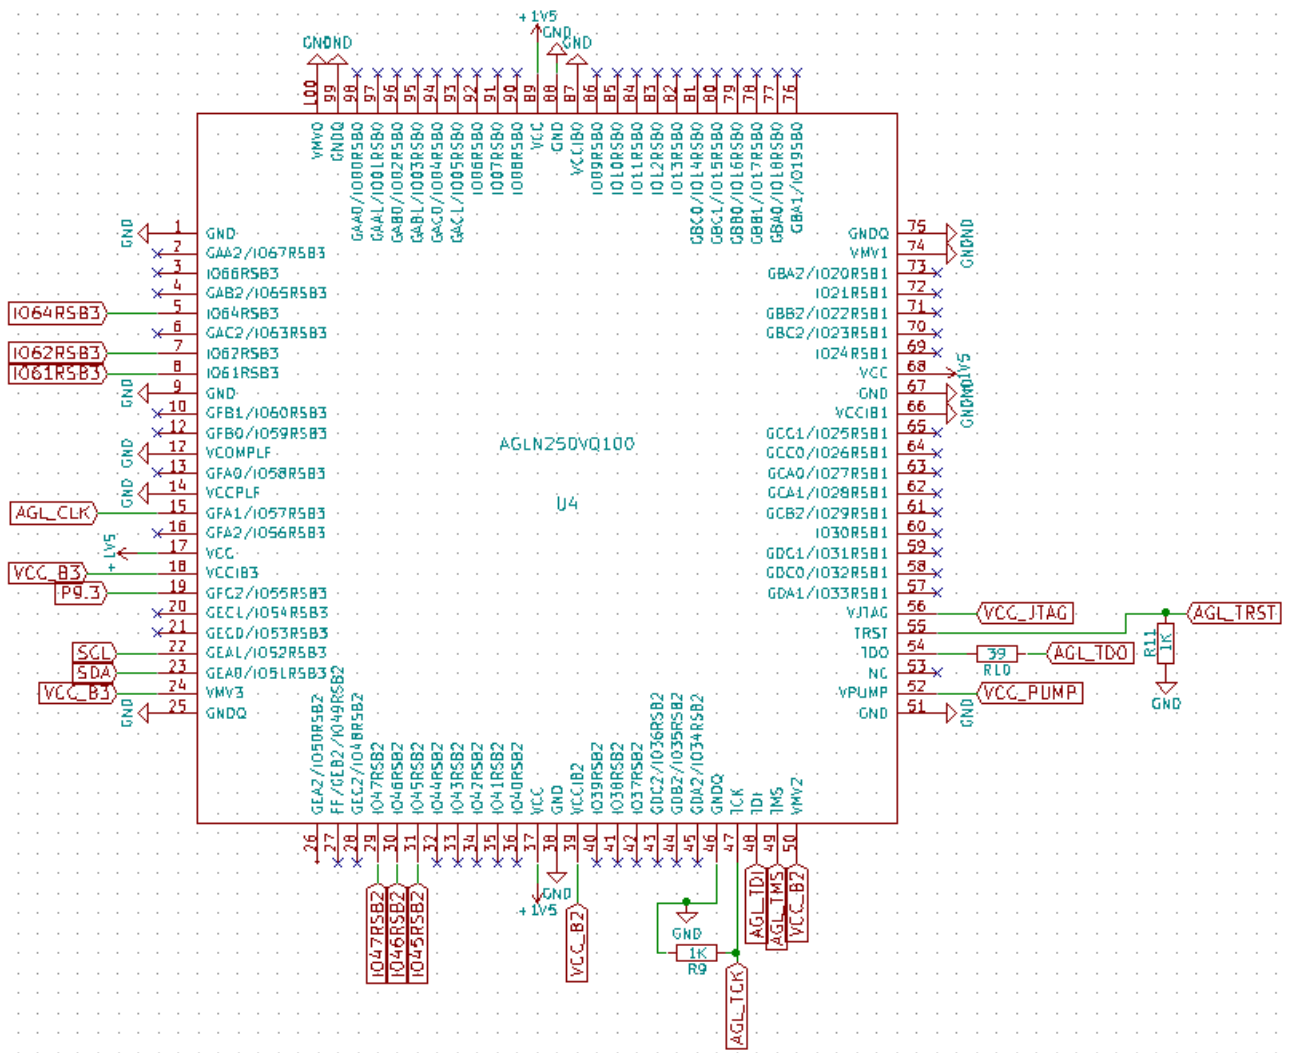 +1V5
GND
GND
GND
GND
100
99
98
97
96
95
94
93
92
91
90
89
88
87
86
85
84
83
82
81
80
79
78
77
76
VMV0
GNDQ
GAA0/IO00RSB0
GAA1/IO01RSB0
GAB0/IO02RSB0
GAB1/IO03RSB0
GAC0/IO04RSB0
GAC1/IO05RSB0
IO06RSB0
IO07RSB0
IO08RSB0
VCC
GND
VCCIB0
IO09RSB0
IO10RSB0
IO11RSB0
IO12RSB0
IO13RSB0
GBC0/IO14RSB0
GBC1/IO15RSB0
GBB0/IO16RSB0
GBB1/IO17RSB0
GBA0/IO18RSB0
GBA1/IO19RSB0
GND 1 GND
2 GAA2/IO67RSB3
3 IO66RSB3
4 GAB2/IO65RSB3
IO64RSB3 5 IO64RSB3
6 GAC2/IO63RSB3
IO62RSB3 7 IO62RSB3
IO61RSB3 8 IO61RSB3
GND 9 GND
10 GFB1/IO60RSB3
12 GFB0/IO59RSB3
GND 12 VCOMPLF
13 GFA0/IO58RSB3
GND 14 VCCPLF
AGL_CLK 15 GFA1/IO57RSB3
16 GFA2/IO56RSB3
+1V5 17 VCC
VCC_B3 18 VCCIB3
P9.3 19 GFC2/IO55RSB3
20 GEC1/IO54RSB3
21 GEC0/IO53RSB3
SCL 22 GEA1/IO52RSB3
SDA 23 GEA0/IO51RSB3
VCC_B3 24 VMV3
GND 25 GNDQ
AGLN250VQ100
U4
GNDQ 75 GND
VMV1 74 GND
GBA2/IO20RSB1 73
IO21RSB1 72
GBB2/IO22RSB1 71
GBC2/IO23RSB1 70
IO24RSB1 69
VCC 68 +1V5
GND 67 GND
VCCIB1 66 GND
GCC1/IO25RSB1 65
GCC0/IO26RSB1 64
GCA0/IO27RSB1 63
GCA1/IO28RSB1 62
GCB2/IO29RSB1 61
IO30RSB1 60
GDC1/IO31RSB1 59
GDC0/IO32RSB1 58
GDA1/IO33RSB1 57
VJTAG 56 VCC_JTAG
TRST 55 AGL_TRST
R11
1K
GND
TDO 54 39 AGL_TDO
R10
NC 53
VPUMP 52 VCC_PUMP
GND 51 GND
GEA2/IO50RSB2
FF/GEB2/IO49RSB2
GEC2/IO48RSB2
IO47RSB2
IO46RSB2
IO45RSB2
IO44RSB2
IO43RSB2
IO42RSB2
IO41RSB2
IO40RSB2
VCC
GND
VCCIB2
IO39RSB2
IO38RSB2
IO37RSB2
GDC2/IO36RSB2
GDB2/IO35RSB2
GDA2/IO34RSB2
GNDQ
TCK
TDI
TMS
VMV2
26
27
28
29
30
31
32
33
34
35
36
37
38
39
40
41
42
43
44
45
46
47
48
49
50
IO47RSB2
IO46RSB2
IO45RSB2
GND
+1V5
VCC_B2
GND
1K
R9
AGL_TCK
AGL_TDI
AGL_TMS
VCC_B2